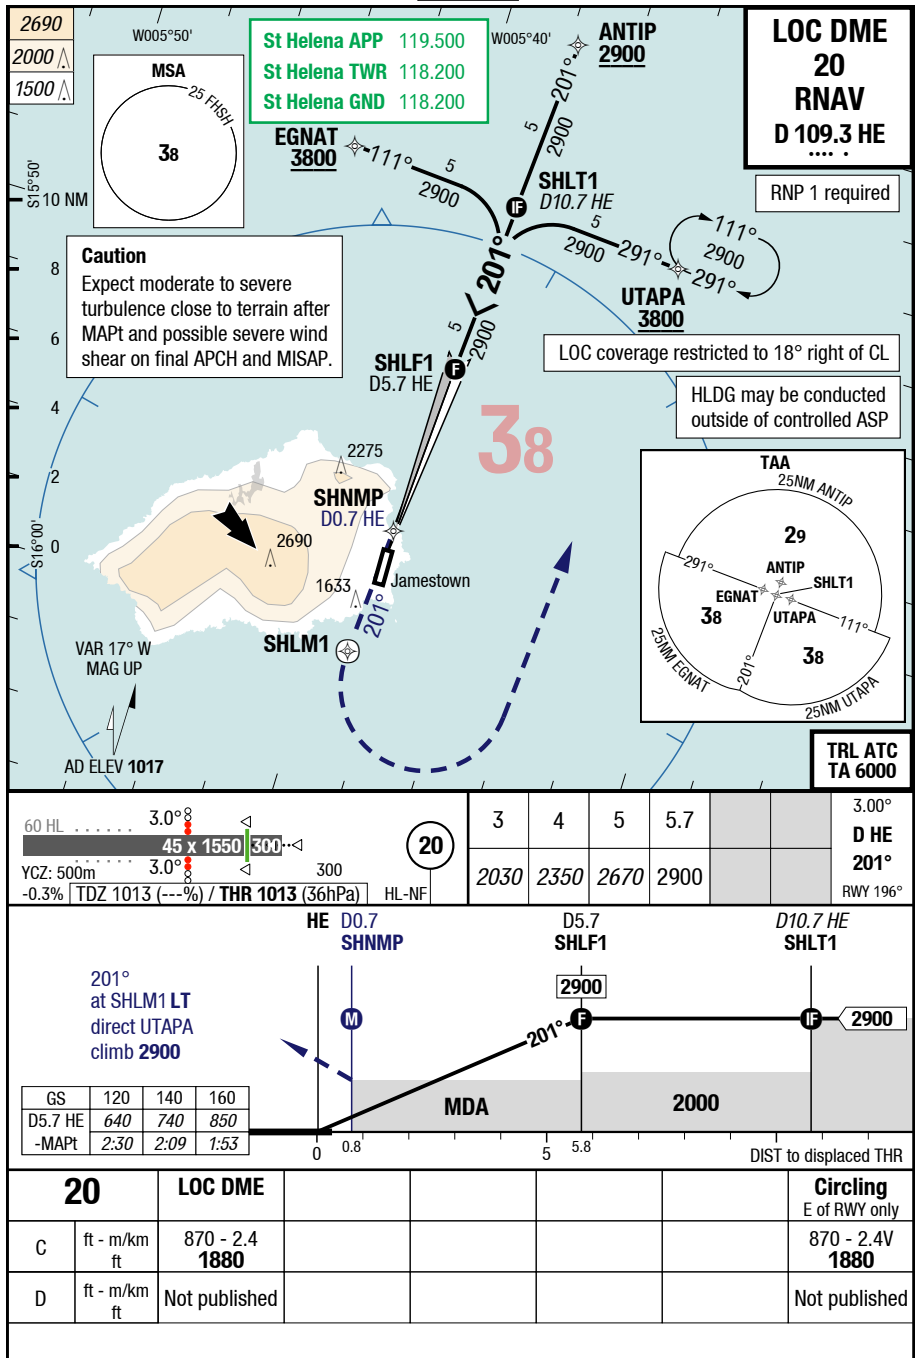 2690
2000
1500
W005°50'
St Helena APP 119.500
St Helena TWR 118.200
St Helena GND 118.200
W005°40'
ANTIP
2900
LOC DME
20
RNAV
D 109.3 HE
RNP 1 required
MSA
25 FHSH
38
EGNAT
3800
111°
5
2900
201°
5
2900
SHLT1
D10.7 HE
IF
5
2900
291°
111°
2900
291°
UTAPA
3800
S15°50'
10 NM
8
6
4
2
0
S16°00'
Caution
Expect moderate to severe
turbulence close to terrain after
MAPt and possible severe wind
shear on final APCH and MISAP.
201°
5
2900
SHLF1
D5.7 HE
F
LOC coverage restricted to 18° right of CL
HLDG may be conducted
outside of controlled ASP
38
2275
SHNMP
D0.7 HE
2690
1633
Jamestown
201°
SHLM1
TAA
25NM ANTIP
29
291°
ANTIP
SHLT1
EGNAT
UTAPA
38
111°
38
201°
25NM EGNAT
25NM UTAPA
VAR 17° W
MAG UP
AD ELEV 1017
TRL ATC
TA 6000
60 HL
3.0°
45 x 1550
300
3.0°
YCZ: 500m
300
-0.3%
TDZ 1013 (---%) / THR 1013 (36hPa)
HL-NF
20
3 4 5 5.7
2030 2350 2670 2900
3.00°
D HE
201°
RWY 196°
HE D0.7 D5.7 D10.7 HE
SHNMP SHLF1 SHLT1
201°
at SHLM1 LT
direct UTAPA
climb 2900
M
2900
F
201°
IF
2900
MDA
2000
GS 120 140 160
D5.7 HE 640 740 850
-MAPt 2:30 2:09 1:53
0 0.8 5 5.8
DIST to displaced THR
20 LOC DME Circling
E of RWY only
C ft - m/km 870 - 2.4 870 - 2.4V
ft 1880 1880
D ft - m/km Not published Not published
ft